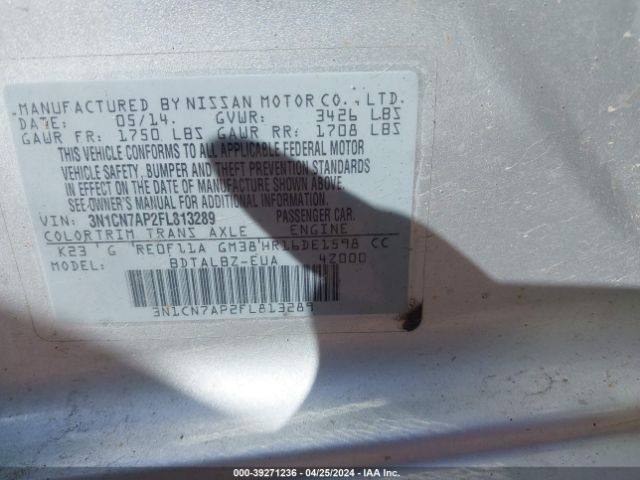 MANUFACTURED BY NISSAN MOTOR CO., LTD.
DATE: 05/14. GVWR: 3426 LBS
GAWR FR: 1750 LBS GAWR RR: 1708 LBS
THIS VEHICLE CONFORMS TO ALL APPLICABLE FEDERAL MOTOR
VEHICLE SAFETY, BUMPER AND THEFT PREVENTION STANDARDS
IN EFFECT ON THE DATE OF MANUFACTURE SHOWN ABOVE.
SEE OWNER'S MANUAL FOR ADDITIONAL INFORMATION.
VIN: 3N1CN7AP2FL813289 PASSENGER CAR.
COLOR TRIM TRANS AXLE ENGINE
K23 ' G 'RE0F11A GM38'HR16DE1598 CC
MODEL: BDTALBZ-EUA 4Z000
3N1CN7AP2FL813289
000-39271236 - 04/25/2024 - IAA Inc.